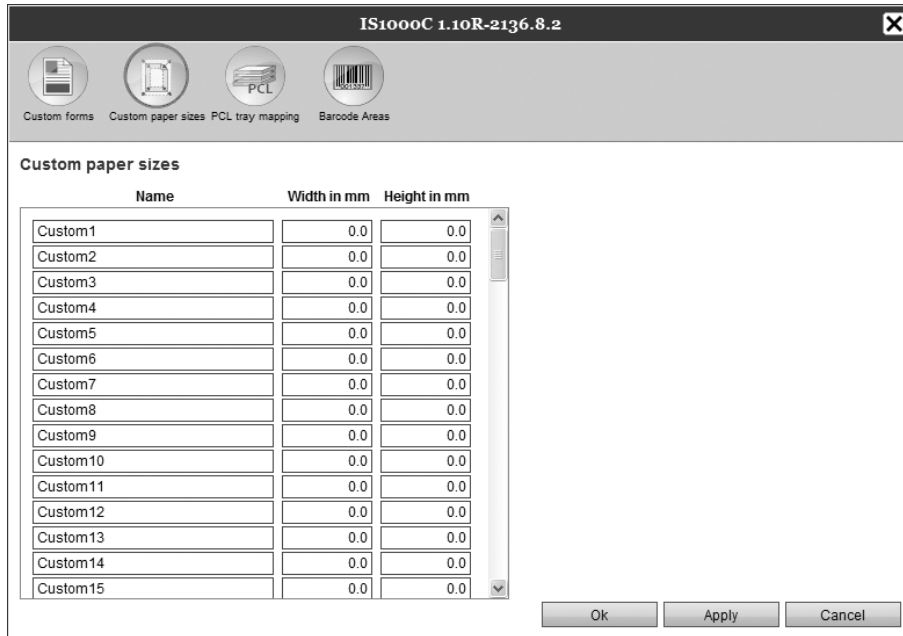 IS1000C 1.10R-2136.8.2
PCL
001387
Custom forms Custom paper sizes PCL tray mapping Barcode Areas
Custom paper sizes
Name Width in mm Height in mm
Custom1 0.0 0.0
Custom2 0.0 0.0
Custom3 0.0 0.0
Custom4 0.0 0.0
Custom5 0.0 0.0
Custom6 0.0 0.0
Custom7 0.0 0.0
Custom8 0.0 0.0
Custom9 0.0 0.0
Custom10 0.0 0.0
Custom11 0.0 0.0
Custom12 0.0 0.0
Custom13 0.0 0.0
Custom14 0.0 0.0
Custom15 0.0 0.0
Ok Apply Cancel